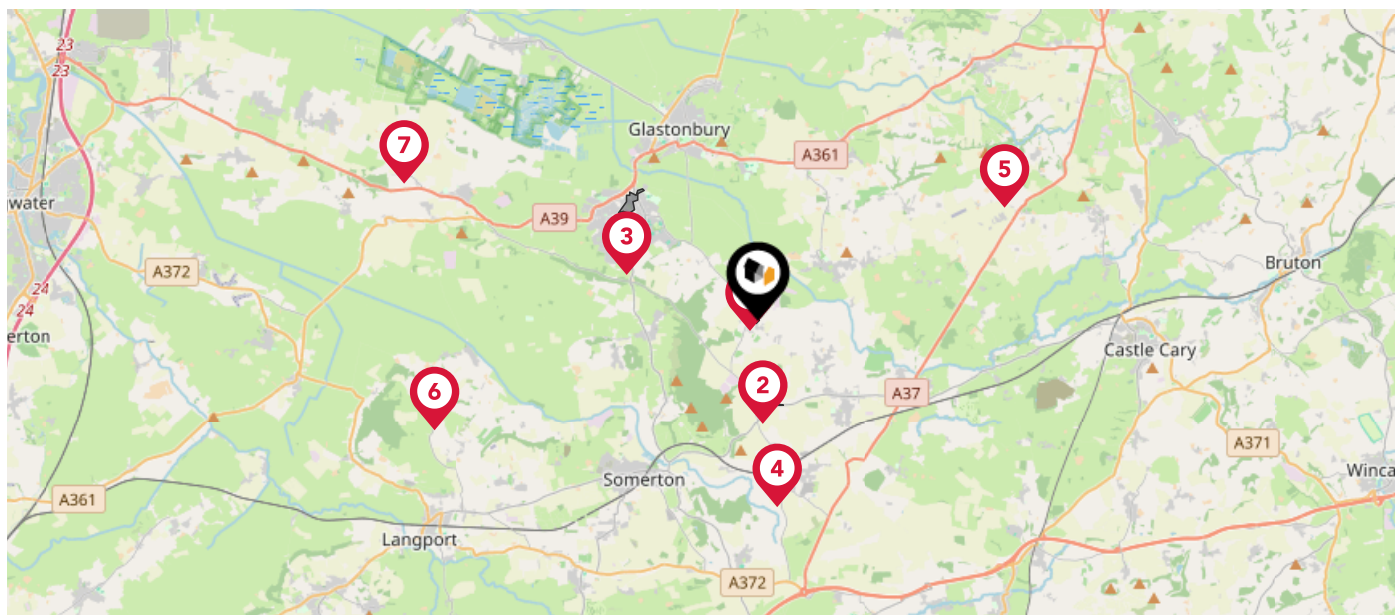 23
23
Glastonbury
7
A361
5
water
A39
3
Bruton
A372
24
24
erton
Castle Cary
2
A37
6
A371
4
Winca
Somerton
A361
Langport
A372